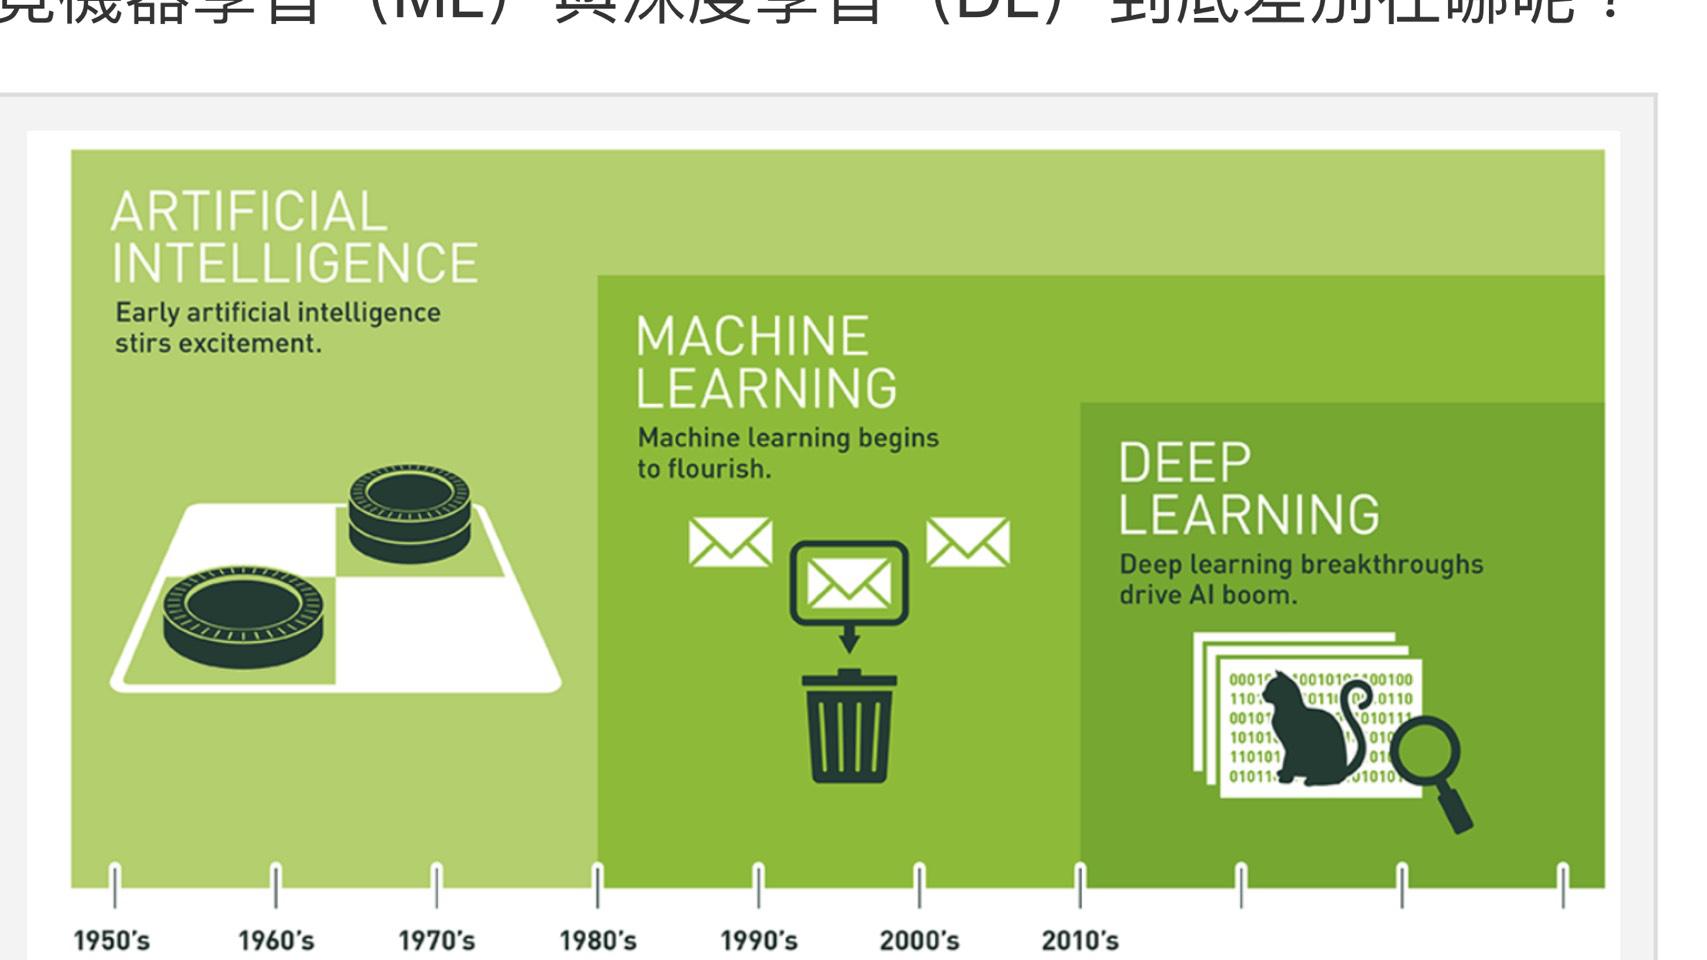 機器學習（ML）與深度學習（DL）到底差別在哪呢？
ARTIFICIAL
INTELLIGENCE
Early artificial intelligence
stirs excitement.
MACHINE
LEARNING
Machine learning begins
to flourish.
DEEP
LEARNING
Deep learning breakthroughs
drive AI boom.
1950's 1960's 1970's 1980's 1990's 2000's 2010's